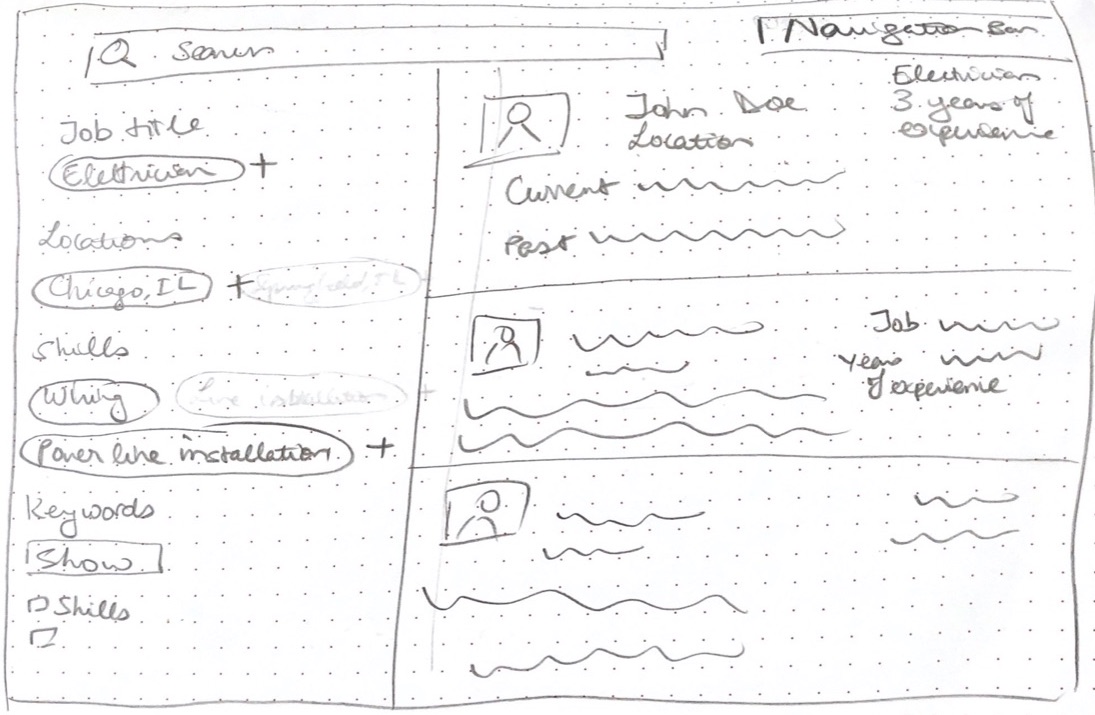 Search
Navigation Bar
Job title
Electrician +
Locations
Chicago, IL + Springfield, IL +
Skills
Wiring Line installation +
Power line installation +
Keywords
Show
Skills
John Doe
Location
Electrician
3 years of
experience
Current
Past
Job
Years
of experience